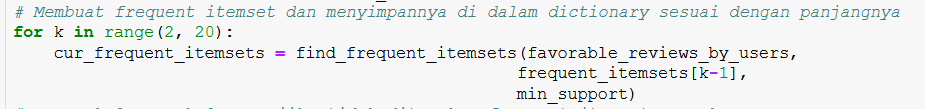 # Membuat frequent itemset dan menyimpannya di dalam dictionary sesuai dengan panjangnya
for k in range(2, 20):
    cur_frequent_itemsets = find_frequent_itemsets(favorable_reviews_by_users,
                                                   frequent_itemsets[k-1],
                                                   min_support)